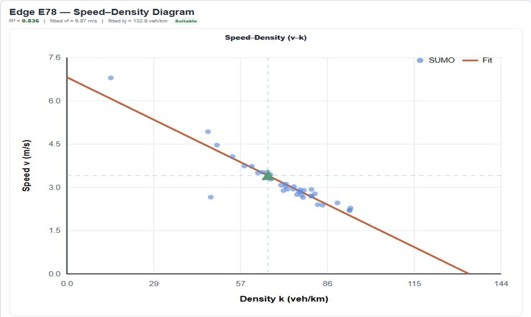 Edge E78 — Speed–Density Diagram
R² = 0.836 | fitted vf = 6.87 m/s | fitted kj = 132.9 veh/km Suitable
Speed–Density (v–k)
SUMO Fit
7.6
6.0
4.5
3.0
1.5
0.0
Speed v (m/s)
0.0 29 57 86 115 144
Density k (veh/km)